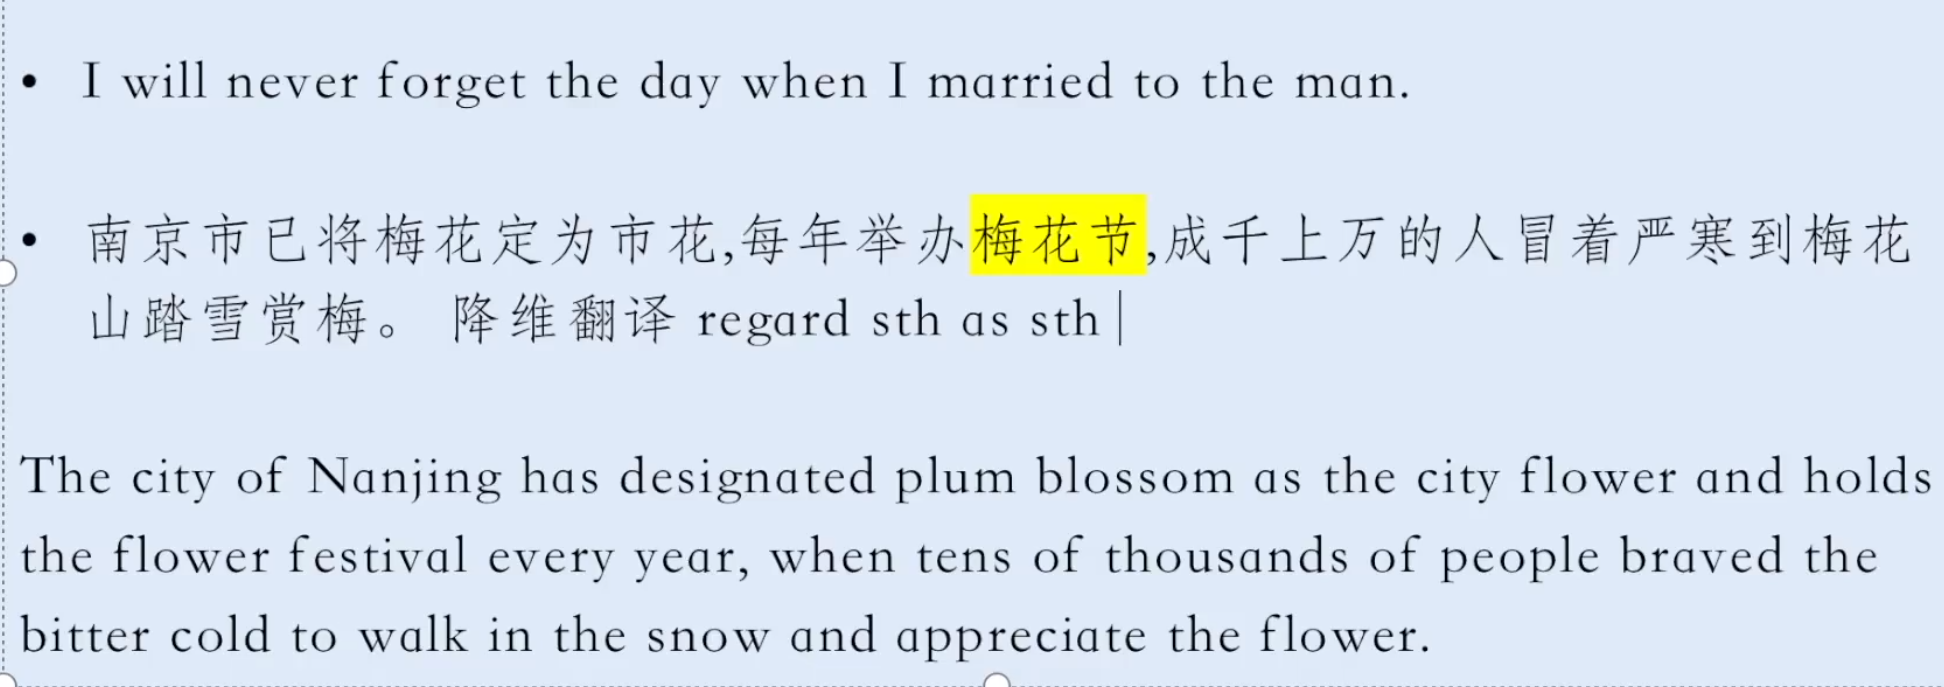 • I will never forget the day when I married to the man.
• 南京市已将梅花定为市花,每年举办梅花节,成千上万的人冒着严寒到梅花
山踏雪赏梅。 降维翻译 regard sth as sth
The city of Nanjing has designated plum blossom as the city flower and holds
the flower festival every year, when tens of thousands of people braved the
bitter cold to walk in the snow and appreciate the flower.